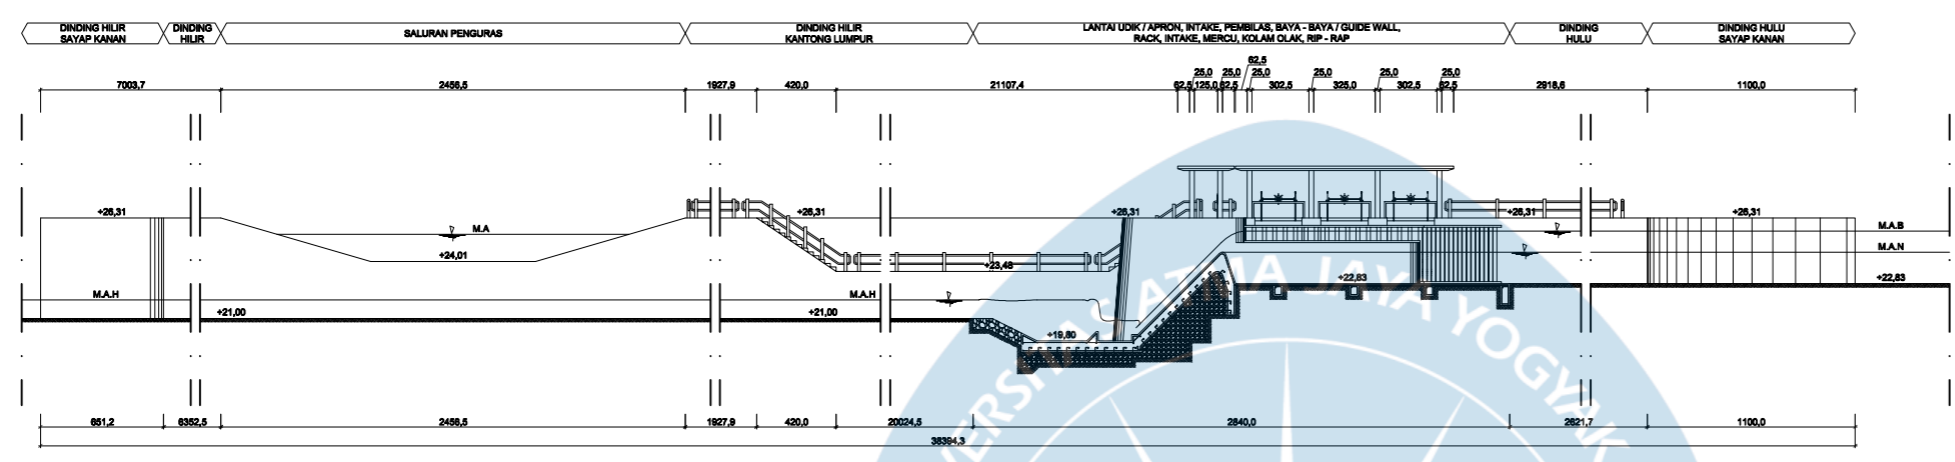 DINDING HILIR
SAYAP KANAN
DINDING
HILIR
SALURAN PENGURAS
DINDING HILIR
KANTONG LUMPUR
LANTAI UDIK / APRON, INTAKE, PEMBILAS, BAYA - BAYA / GUIDE WALL,
RACK, INTAKE, MERCU, KOLAM OLAK, RIP - RAP
DINDING
HULU
DINDING HULU
SAYAP KANAN
62,5
25,0 25,0 25,0 25,0 25,0 25,0
7003,7 2456,5 1927,9 420,0 21107,4 62,5 125,0 62,5 302,5 325,0 302,5 62,5 2918,6 1100,0
+26,31 +26,31 +26,31 +26,31 +26,31
M.A M.A.B
M.A.N
+24,01 +23,48 +22,83 +22,83
M.A.H M.A.H
+21,00 +21,00
+19,80
UNIVERSITAS ATMA JAYA YOGYAK
651,2 6352,5 2456,5 1927,9 420,0 20024,5 2840,0 2621,7 1100,0
38394,3